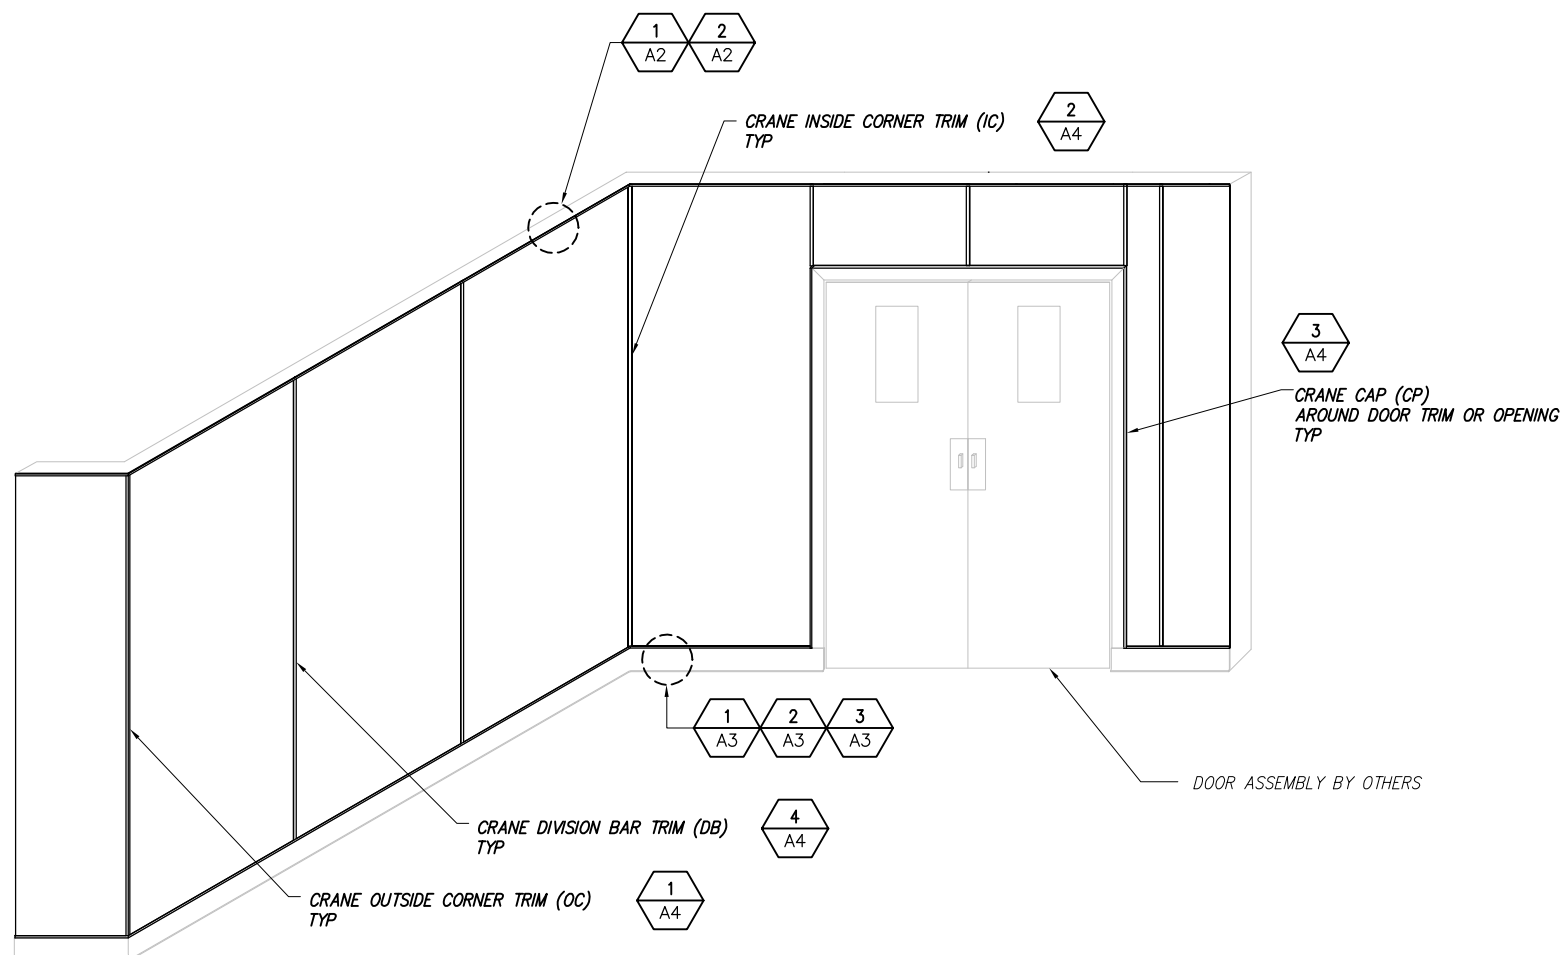 1 2
A2 A2
CRANE INSIDE CORNER TRIM (IC)
TYP
2
A4
3
A4
CRANE CAP (CP)
AROUND DOOR TRIM OR OPENING
TYP
1 2 3
A3 A3 A3
DOOR ASSEMBLY BY OTHERS
CRANE DIVISION BAR TRIM (DB)
TYP
4
A4
CRANE OUTSIDE CORNER TRIM (OC)
TYP
1
A4